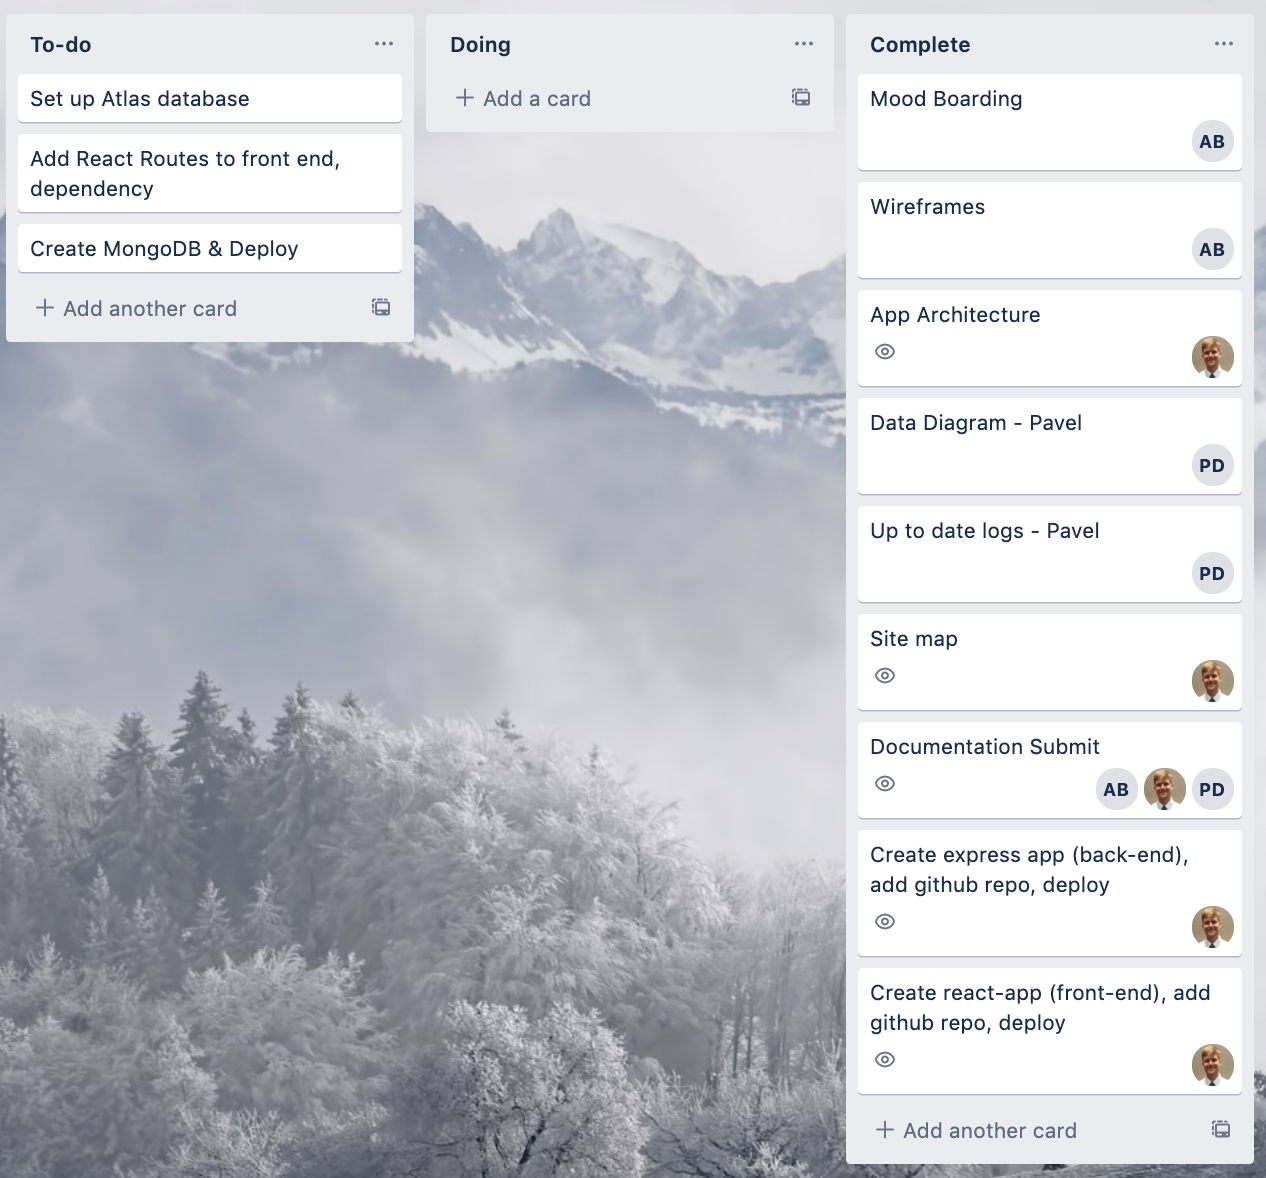 To-do
Set up Atlas database
Add React Routes to front end,
dependency
Create MongoDB & Deploy
Add another card
Doing
Add a card
Complete
Mood Boarding
AB
Wireframes
AB
App Architecture
Data Diagram - Pavel
PD
Up to date logs - Pavel
PD
Site map
Documentation Submit
AB PD
Create express app (back-end),
add github repo, deploy
Create react-app (front-end), add
github repo, deploy
Add another card